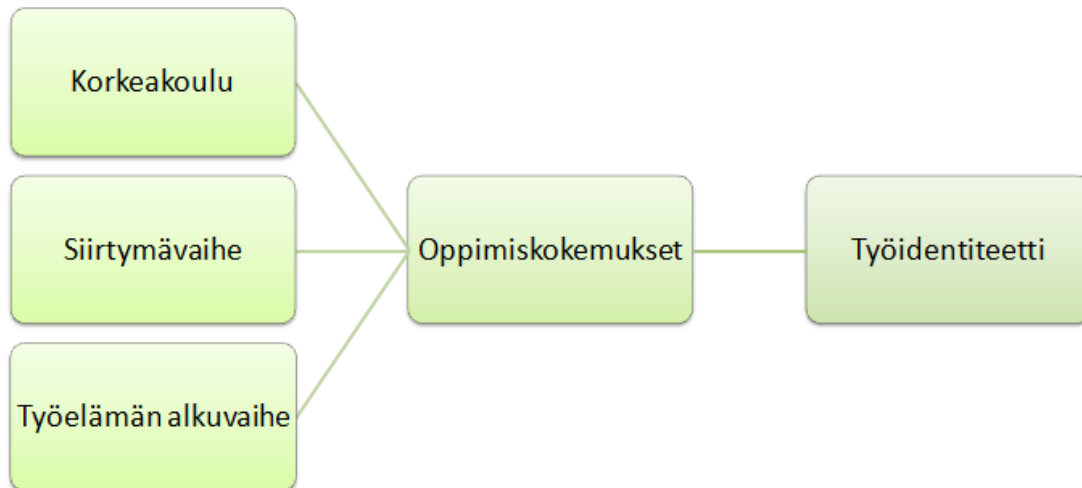 Korkeakoulu
Siirtymävaihe
Työelämän alkuvaihe
Oppimiskokemukset
Työidentiteetti